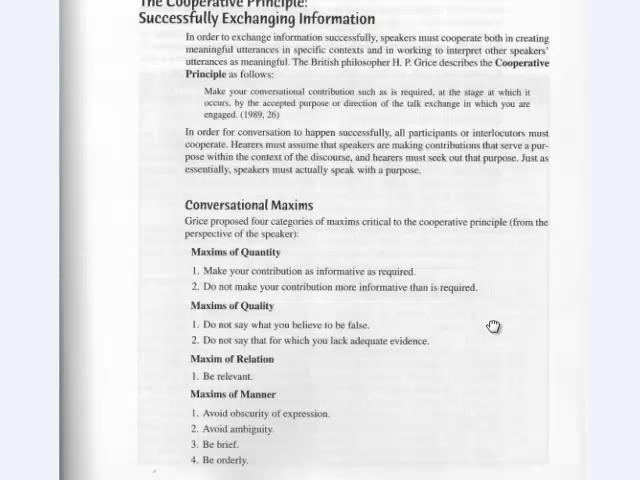 The Cooperative Principle:
Successfully Exchanging Information
In order to exchange information successfully, speakers must cooperate both in creating
meaningful utterances in specific contexts and in working to interpret other speakers'
utterances as meaningful. The British philosopher H. P. Grice describes the Cooperative
Principle as follows:
Make your conversational contribution such as is required, at the stage at which it
occurs, by the accepted purpose or direction of the talk exchange in which you are
engaged. (1989, 26)
In order for conversation to happen successfully, all participants or interlocutors must
cooperate. Hearers must assume that speakers are making contributions that serve a pur-
pose within the context of the discourse, and hearers must seek out that purpose. Just as
essentially, speakers must actually speak with a purpose.
Conversational Maxims
Grice proposed four categories of maxims critical to the cooperative principle (from the
perspective of the speaker):
Maxims of Quantity
1. Make your contribution as informative as required.
2. Do not make your contribution more informative than is required.
Maxims of Quality
1. Do not say what you believe to be false.
2. Do not say that for which you lack adequate evidence.
Maxim of Relation
1. Be relevant.
Maxims of Manner
1. Avoid obscurity of expression.
2. Avoid ambiguity.
3. Be brief.
4. Be orderly.